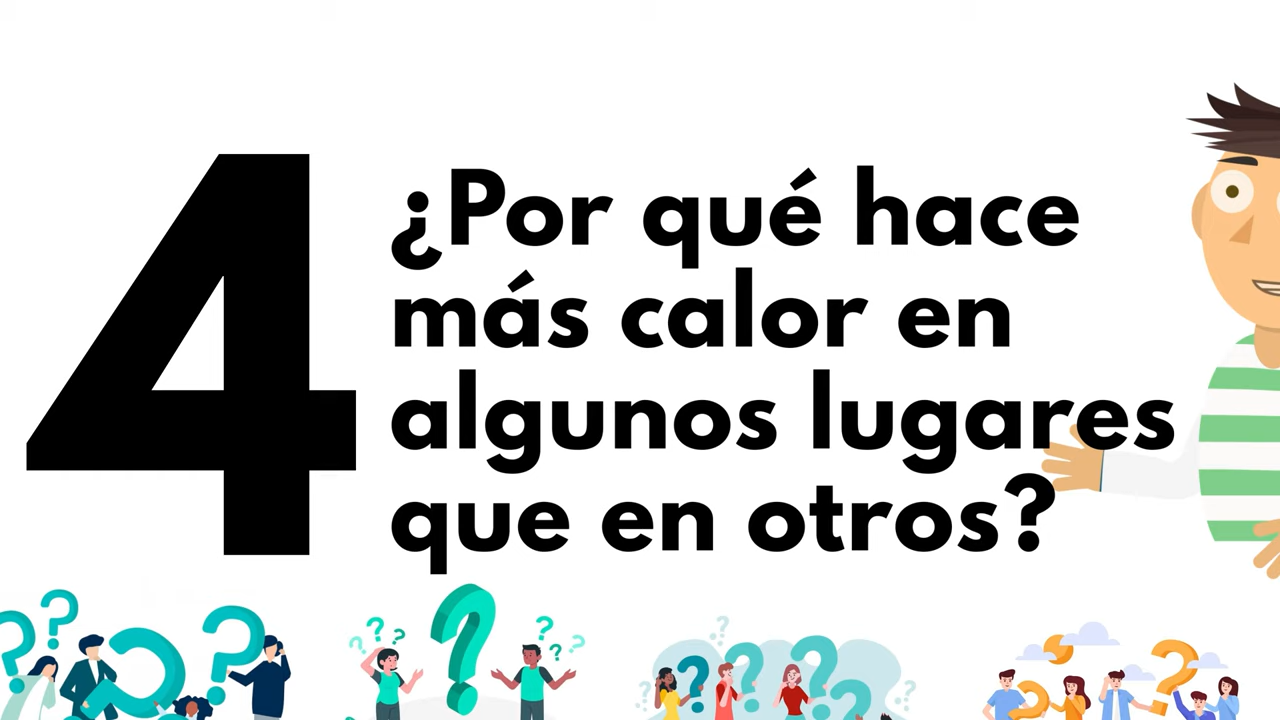 4
¿Por qué hace
más calor en
algunos lugares
que en otros?